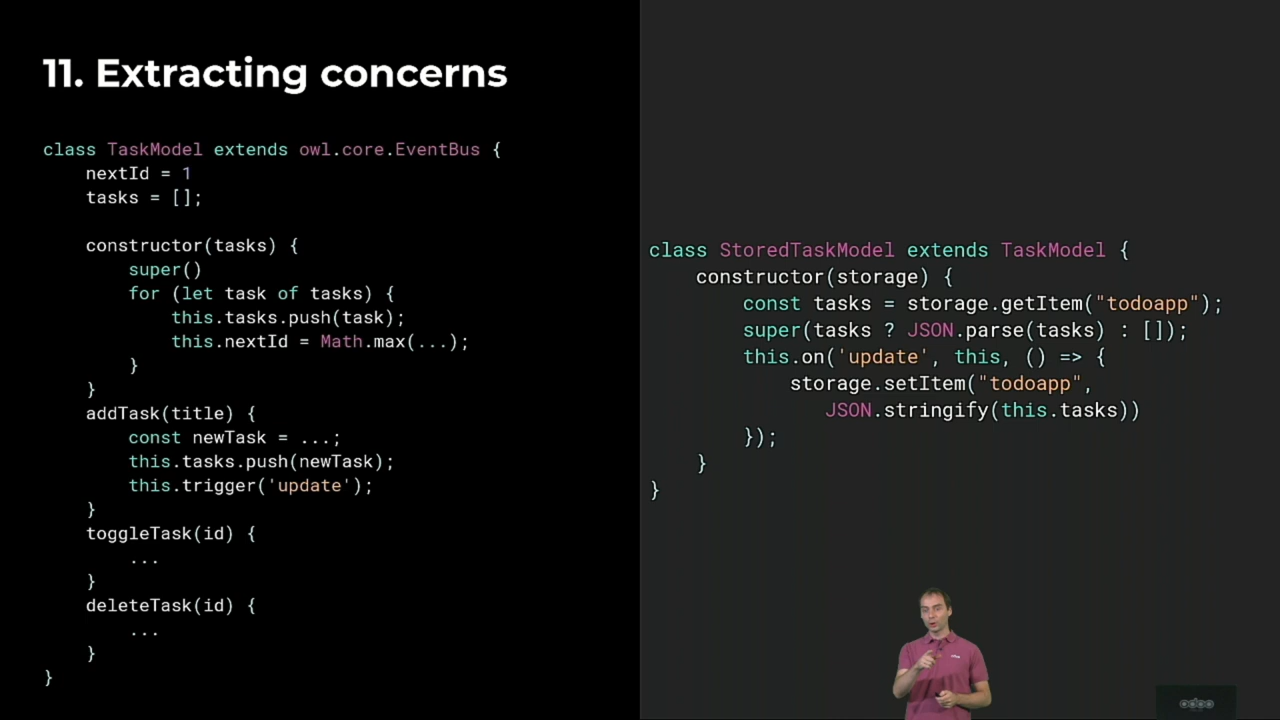 11. Extracting concerns
class TaskModel extends owl.core.EventBus {
    nextId = 1
    tasks = [];

    constructor(tasks) {
        super()
        for (let task of tasks) {
            this.tasks.push(task);
            this.nextId = Math.max(...);
        }
    }
    addTask(title) {
        const newTask = ...;
        this.tasks.push(newTask);
        this.trigger('update');
    }
    toggleTask(id) {
        ...
    }
    deleteTask(id) {
        ...
    }
}
class StoredTaskModel extends TaskModel {
    constructor(storage) {
        const tasks = storage.getItem("todoapp");
        super(tasks ? JSON.parse(tasks) : []);
        this.on('update', this, () => {
            storage.setItem("todoapp",
               JSON.stringify(this.tasks))
        });
    }
}
odoo